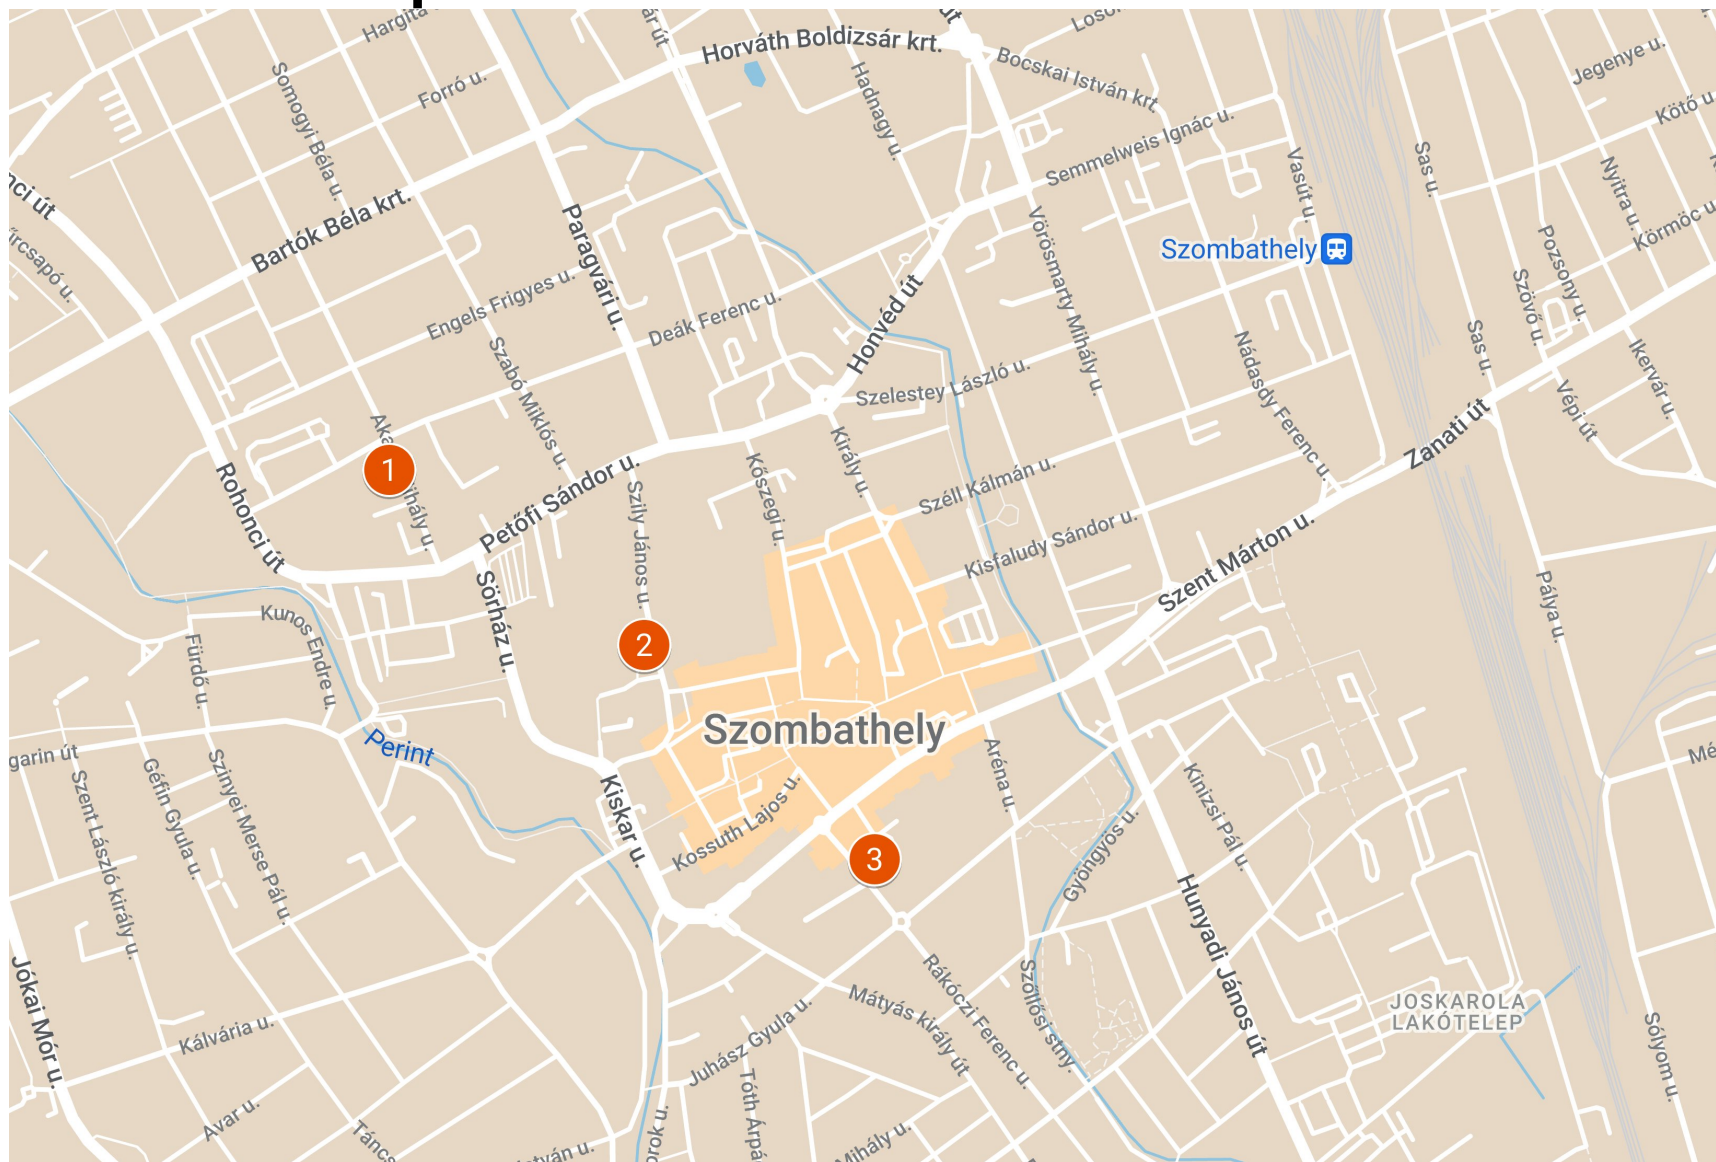 Hargita
Horváth Boldizsár krt.
Bocskai István krt
Jegenye u.
Kötő u
Forró u.
Somogyi Béla u.
Hadnagy u.
Semmelweis Ignác u.
Vasút u.
Sas u.
Nyitra u.
Körmöc u
Bartók Béla krt.
Paragvári u.
Vörösmarty Mihály u.
Szombathely
Pozsony u.
Szövő u.
Engels Frigyes u.
Deák Ferenc u.
Honvéd út
Szabó Miklós u.
Szelestey László u.
Nádasdy Ferenc u.
Sas u.
Ikervár u.
Vépi út
Zanati út
1
Rohonci út
Petőfi Sándor u.
Szily János u.
Kőszegi u.
Király u.
Széll Kálmán u.
Kisfaludy Sándor u.
Szent Márton u.
Sörház u.
Pálya u.
Kunos Endre u.
Fürdő u.
2
Szombathely
Perint
garin út
Szent László király u.
Géfin Gyula u.
Szinyei Merse Pál u.
Kiskar u.
Kossuth Lajos u.
Aréna u.
Kinizsi Pál u.
Gyöngyös u.
3
Hunyadi János út
Jókai Mór u.
Kálvária u.
Rákóczi Ferenc u.
Mátyás király út
Szöllősi stny.
Juhász Gyula u.
JOSKAROLA
LAKÓTELEP
Sólyom u.
Avar u.
Tóth Árpá
Mihály u.